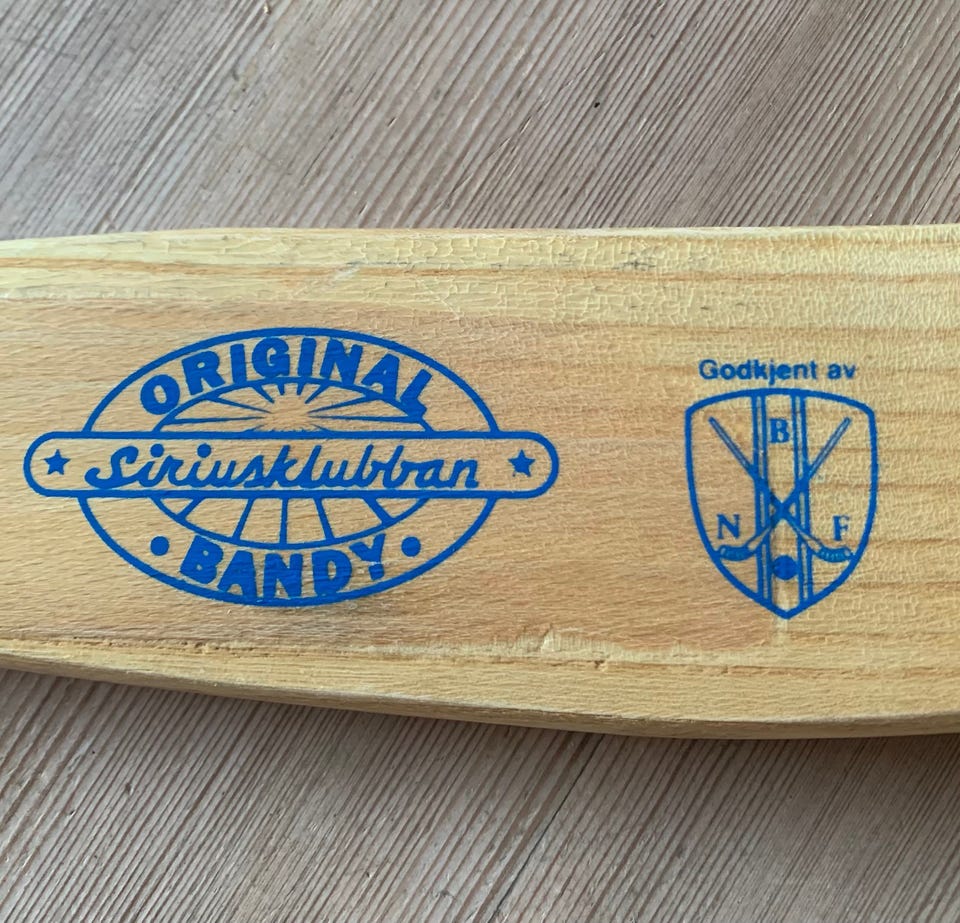 ORIGINAL
Siriusklubban
BANDY
Godkjent av
B
N F